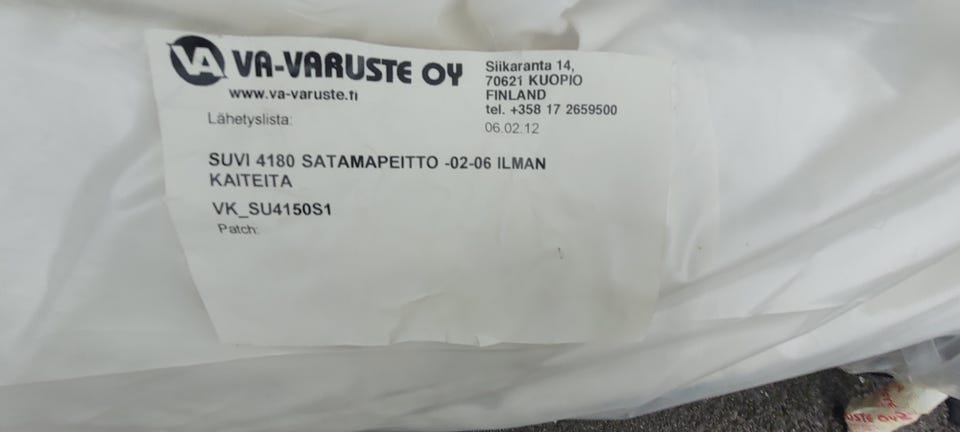 VA VA-VARUSTE OY
www.va-varuste.fi
Siikaranta 14,
70621 KUOPIO
FINLAND
tel. +358 17 2659500
06.02.12
Lähetyslista:
SUVI 4180 SATAMAPEITTO -02-06 ILMAN
KAITEITA
VK_SU4150S1
Patch: